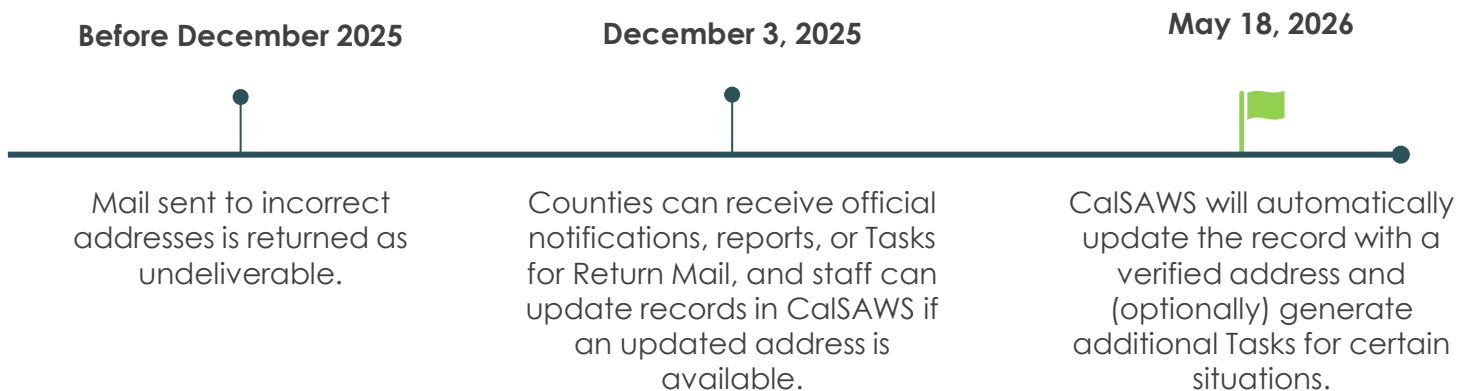 Before December 2025
December 3, 2025
May 18, 2026
Mail sent to incorrect
addresses is returned as
undeliverable.
Counties can receive official
notifications, reports, or Tasks
for Return Mail, and staff can
update records in CalSAWS if
an updated address is
available.
CalSAWS will automatically
update the record with a
verified address and
(optionally) generate
additional Tasks for certain
situations.